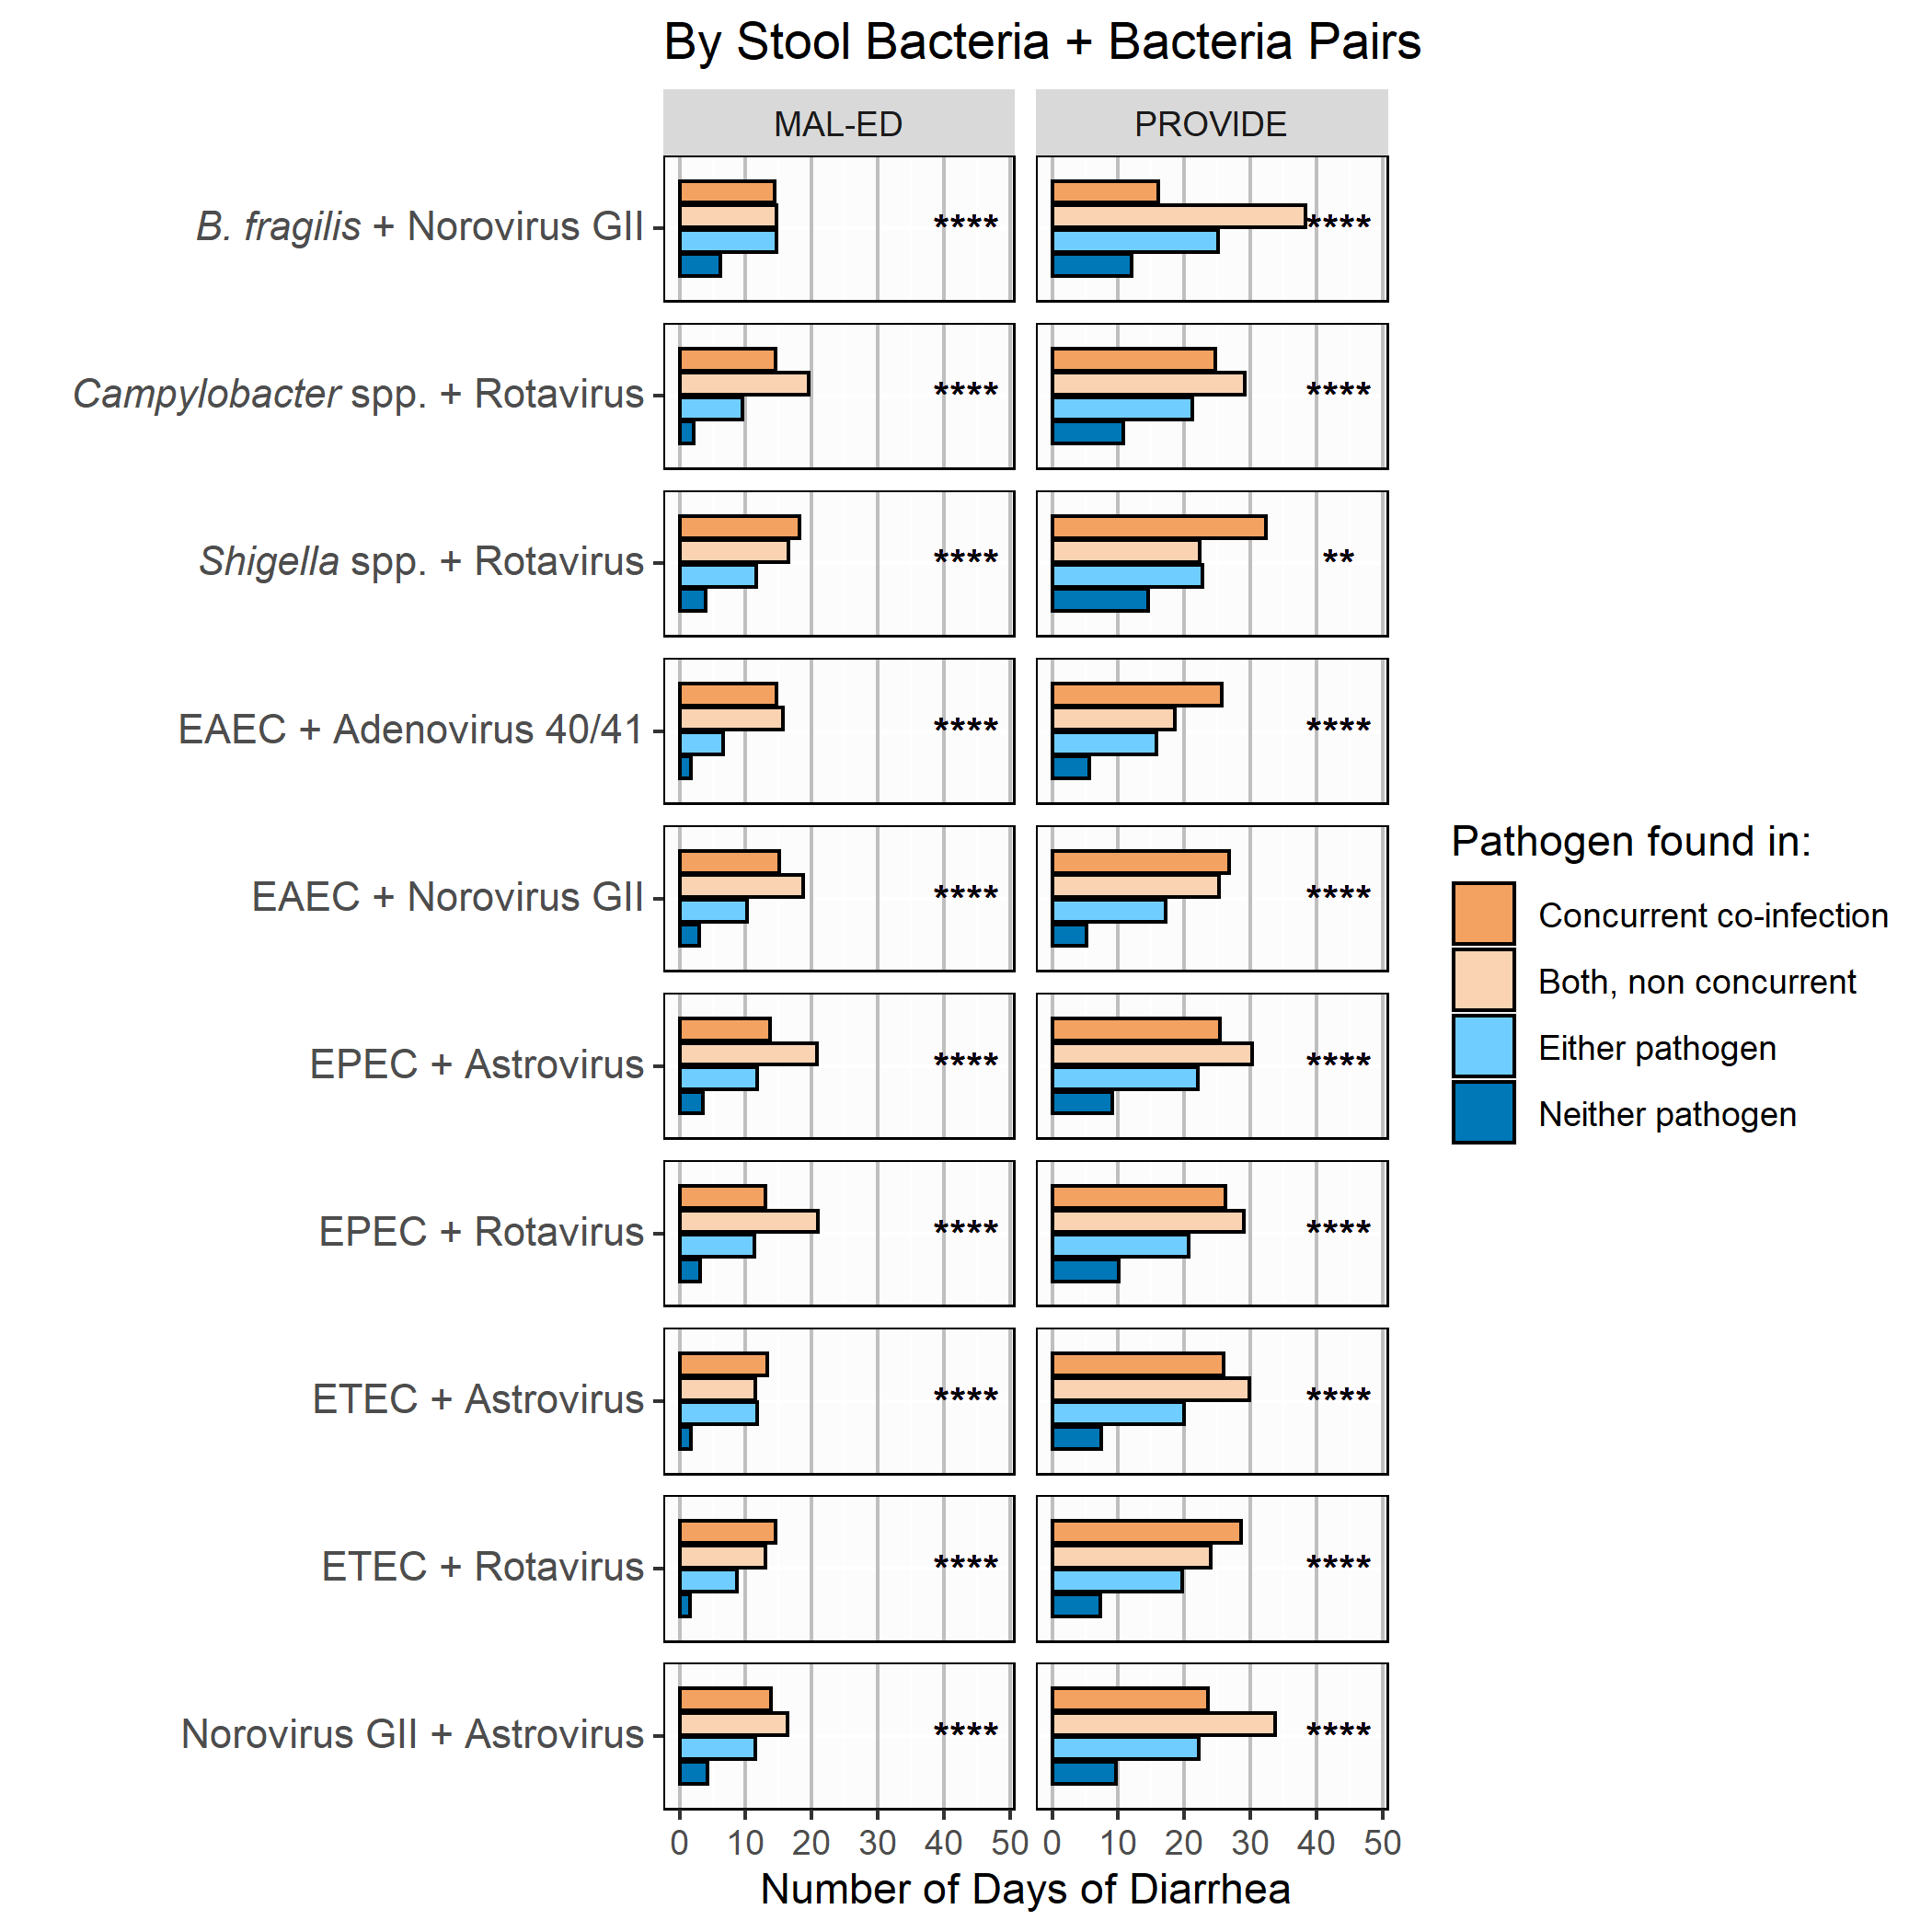 By Stool Bacteria + Bacteria Pairs
MAL-ED PROVIDE
B. fragilis + Norovirus GII **** ****
Campylobacter spp. + Rotavirus **** ****
Shigella spp. + Rotavirus **** **
EAEC + Adenovirus 40/41 **** ****
EAEC + Norovirus GII **** ****
EPEC + Astrovirus **** ****
EPEC + Rotavirus **** ****
ETEC + Astrovirus **** ****
ETEC + Rotavirus **** ****
Norovirus GII + Astrovirus **** ****
0 10 20 30 40 50 0 10 20 30 40 50
Number of Days of Diarrhea
Pathogen found in:
Concurrent co-infection
Both, non concurrent
Either pathogen
Neither pathogen